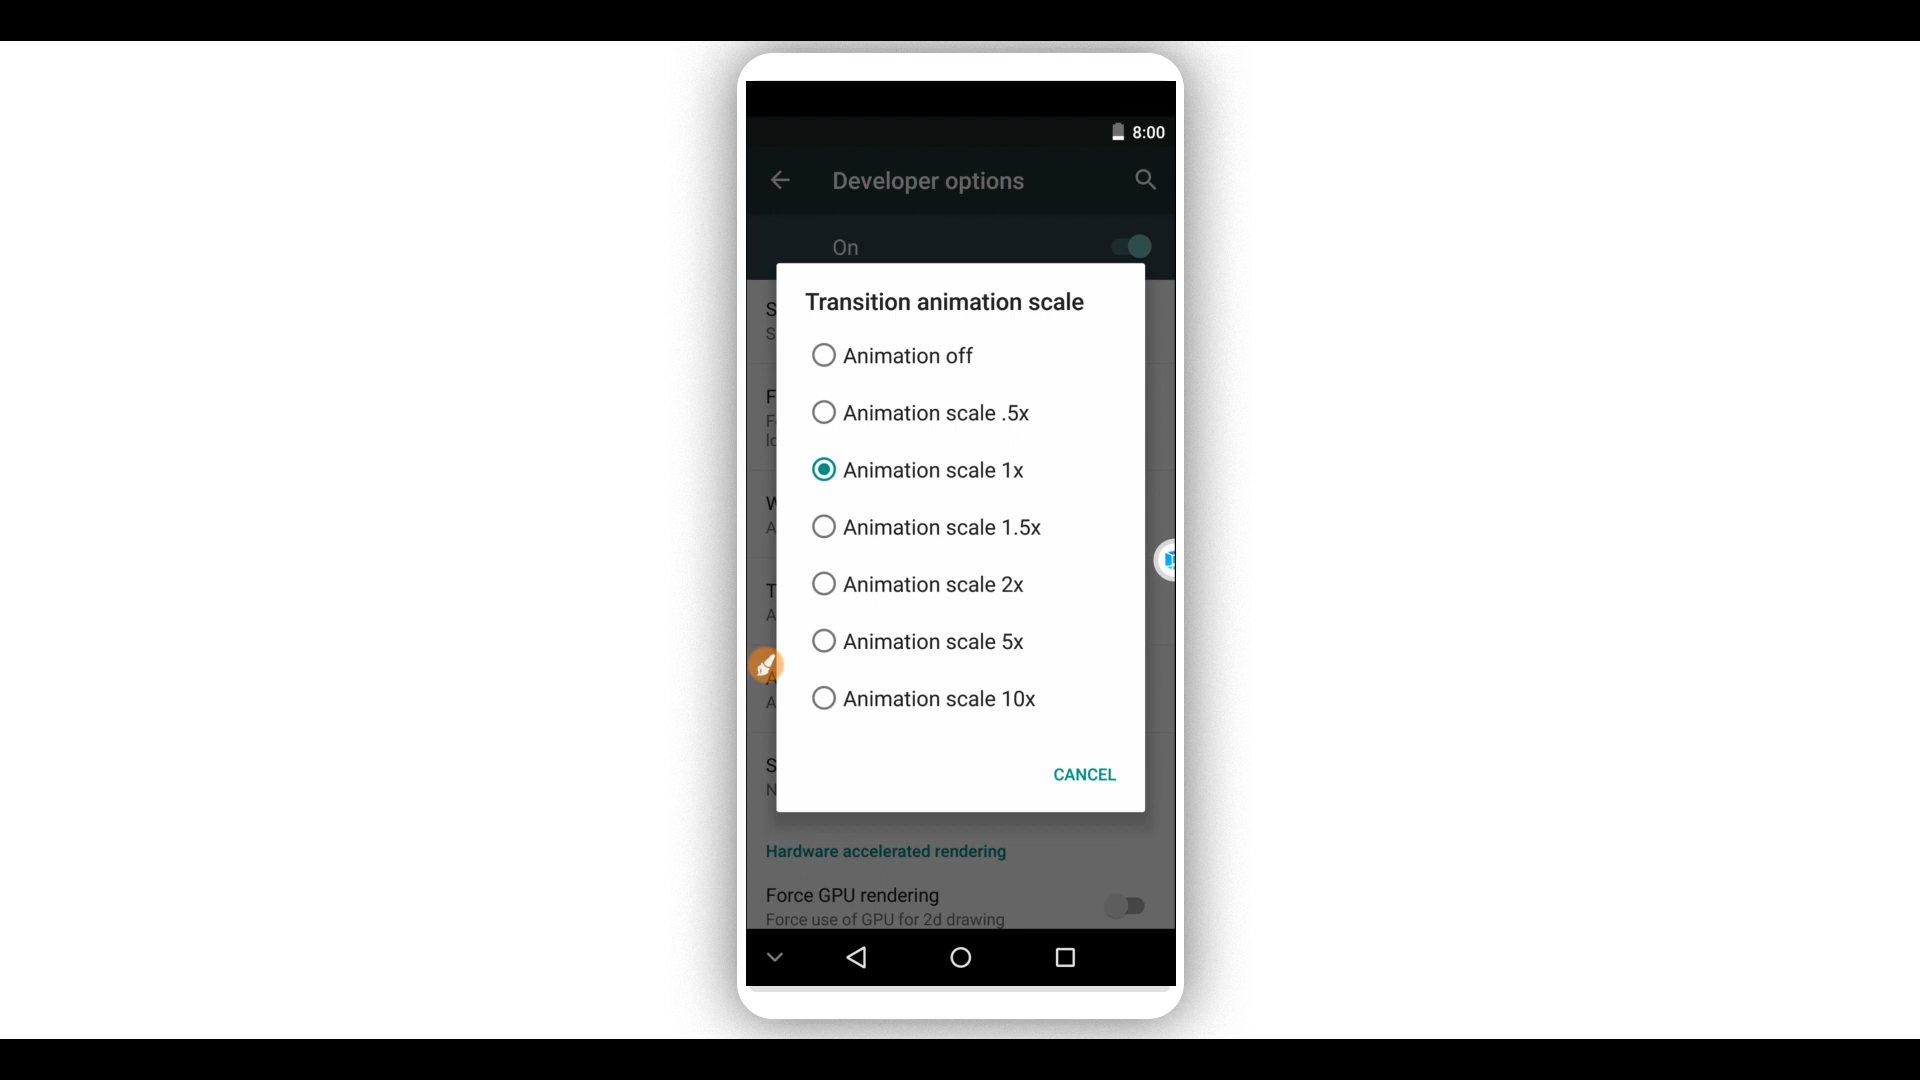 8:00
Developer options
On
Transition animation scale
Animation off
Animation scale .5x
Animation scale 1x
Animation scale 1.5x
Animation scale 2x
Animation scale 5x
Animation scale 10x
CANCEL
Hardware accelerated rendering
Force GPU rendering
Force use of GPU for 2d drawing